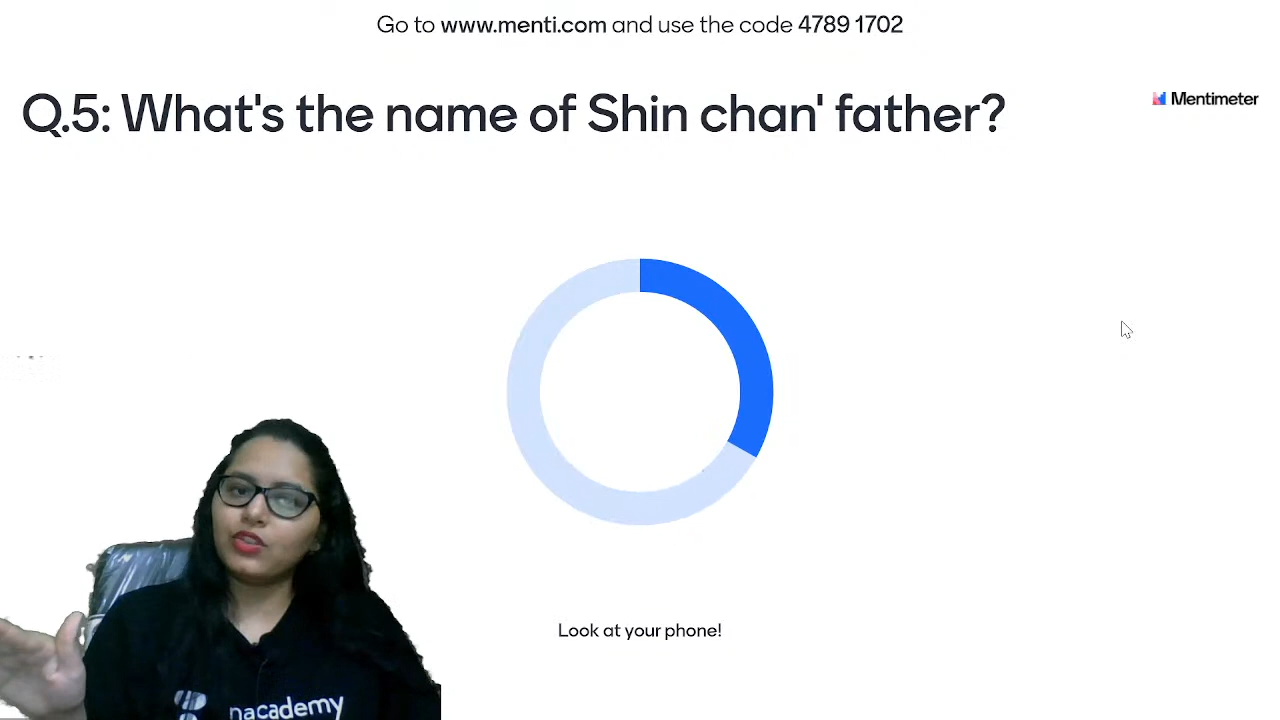 Go to www.menti.com and use the code 4789 1702
Q.5: What's the name of Shin chan' father?
Mentimeter
Look at your phone!
nacademy